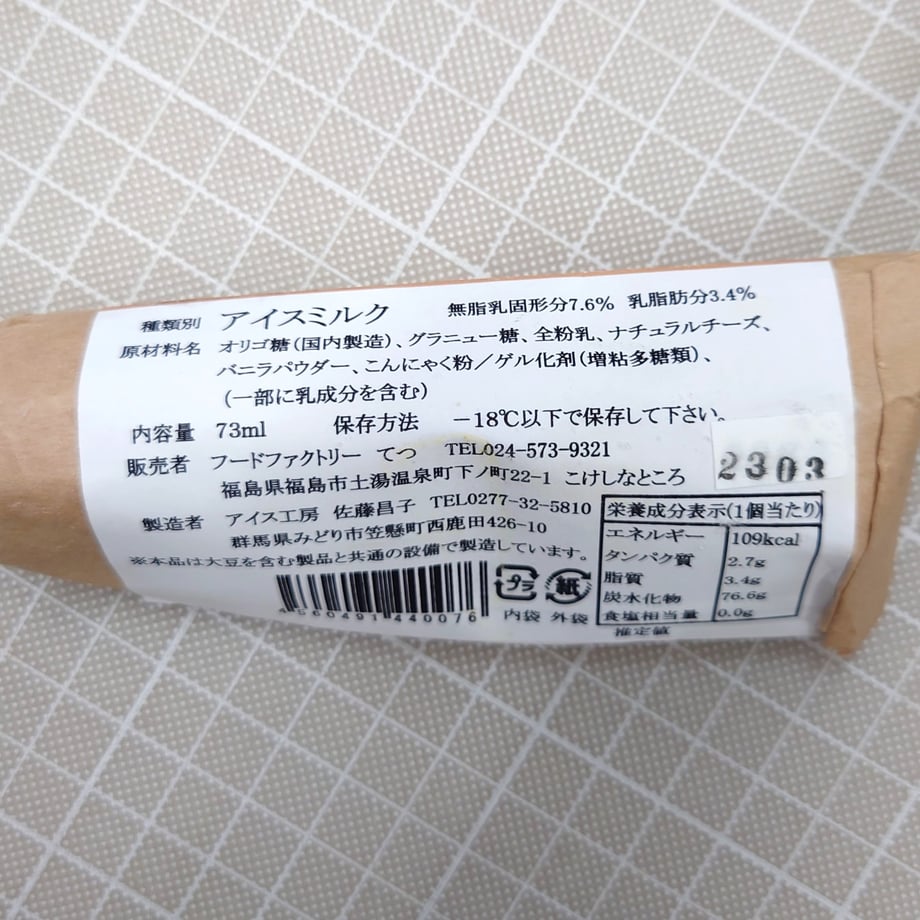 種類別 アイスミルク 無脂乳固形分7.6% 乳脂肪分3.4%
原材料名 オリゴ糖(国内製造)、グラニュー糖、全粉乳、ナチュラルチーズ、
バニラパウダー、こんにゃく粉/ゲル化剤(増粘多糖類)、
(一部に乳成分を含む)
内容量 73ml 保存方法 −18℃以下で保存して下さい。
販売者 フードファクトリー てつ TEL024-573-9321
福島県福島市土湯温泉町下ノ町22-1 こけしなところ
製造者 アイス工房 佐藤昌子 TEL0277-32-5810
群馬県みどり市笠懸町西鹿田426-10
※本品は大豆を含む製品と共通の設備で製造しています。
4560491440076
プラ 紙
内袋 外袋
2303
栄養成分表示(1個当たり)
エネルギー 109kcal
タンパク質 2.7g
脂質 3.4g
炭水化物 76.6g
食塩相当量 0.0g
推定値